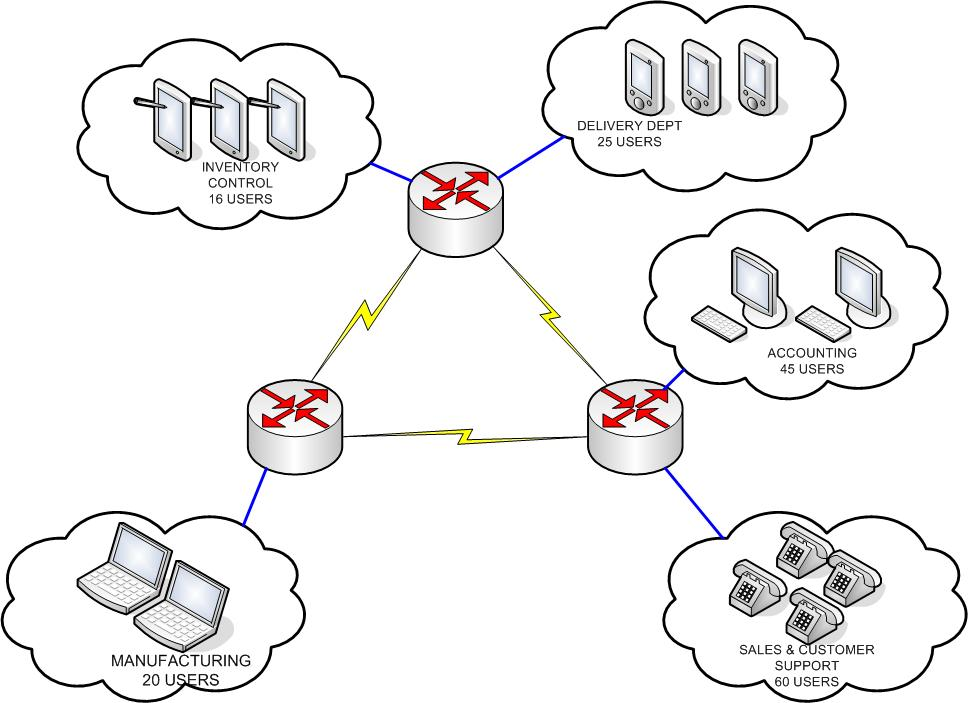 DELIVERY DEPT
25 USERS
INVENTORY
CONTROL
16 USERS
ACCOUNTING
45 USERS
MANUFACTURING
20 USERS
SALES & CUSTOMER
SUPPORT
60 USERS